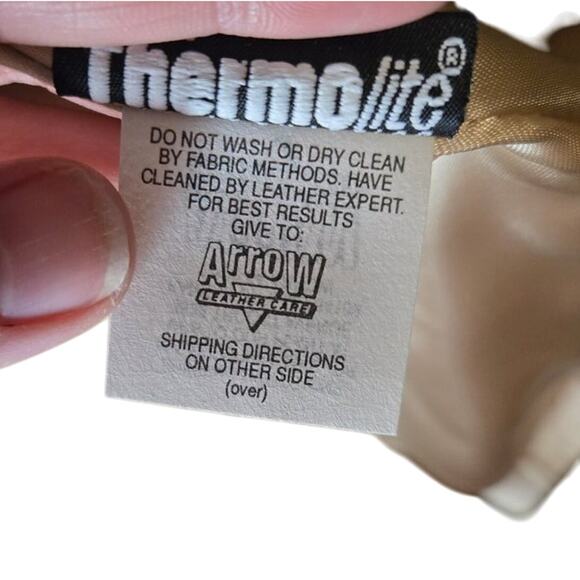 Thermolite®
DO NOT WASH OR DRY CLEAN
BY FABRIC METHODS. HAVE
CLEANED BY LEATHER EXPERT.
FOR BEST RESULTS
GIVE TO:
ArroW
LEATHER CARE
SHIPPING DIRECTIONS
ON OTHER SIDE
(over)